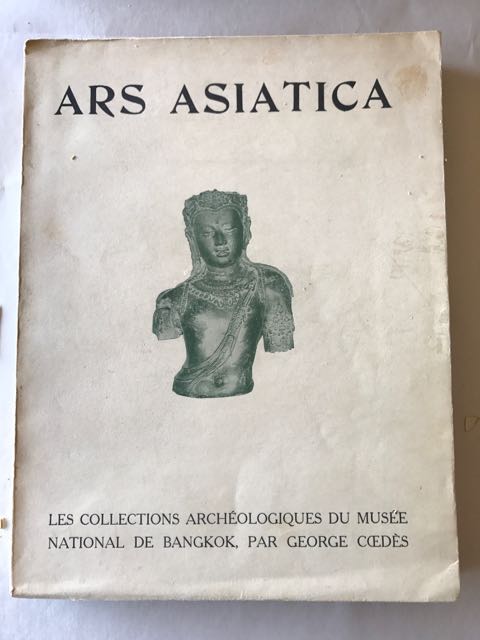 ARS ASIATICA
LES COLLECTIONS ARCHÉOLOGIQUES DU MUSÉE
NATIONAL DE BANGKOK, PAR GEORGE CŒDÈS